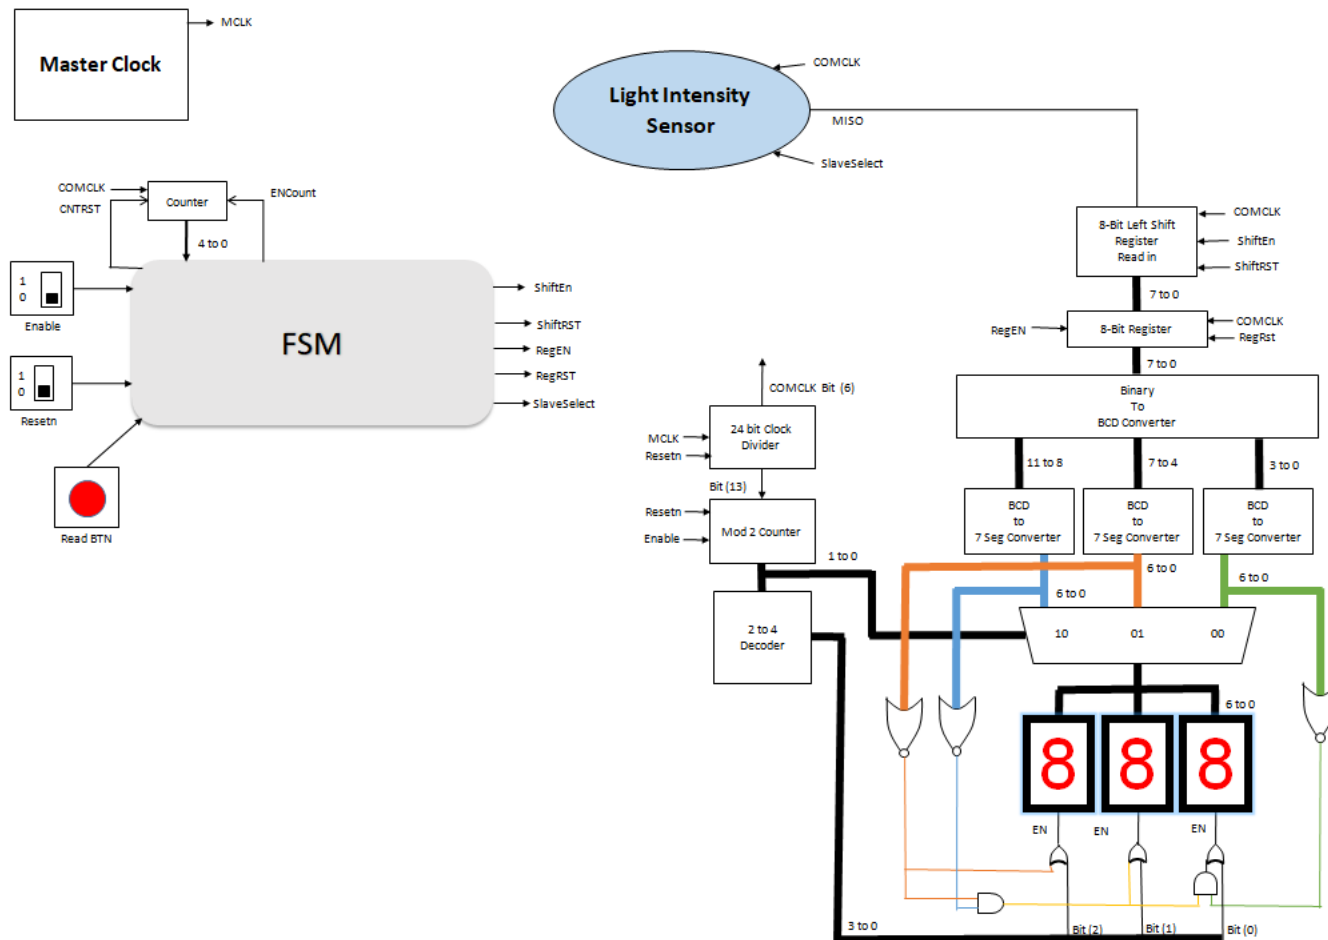 MCLK
Master Clock
COMCLK
Light Intensity
Sensor
MISO
SlaveSelect
COMCLK
CNTRST
Counter
ENCount
4 to 0
1
0
Enable
1
0
Resetn
Read BTN
FSM
ShiftEn
ShiftRST
RegEN
RegRST
SlaveSelect
8-Bit Left Shift
Register
Read in
COMCLK
ShiftEn
ShiftRST
7 to 0
RegEN
8-Bit Register
COMCLK
RegRst
7 to 0
Binary
To
BCD Converter
11 to 8
7 to 4
3 to 0
BCD
to
7 Seg Converter
BCD
to
7 Seg Converter
BCD
to
7 Seg Converter
COMCLK Bit (6)
MCLK
Resetn
24 bit Clock
Divider
Bit (13)
Resetn
Enable
Mod 2 Counter
1 to 0
2 to 4
Decoder
6 to 0
6 to 0
6 to 0
10
01
00
6 to 0
8
8
8
EN
EN
EN
3 to 0
Bit (2)
Bit (1)
Bit (0)